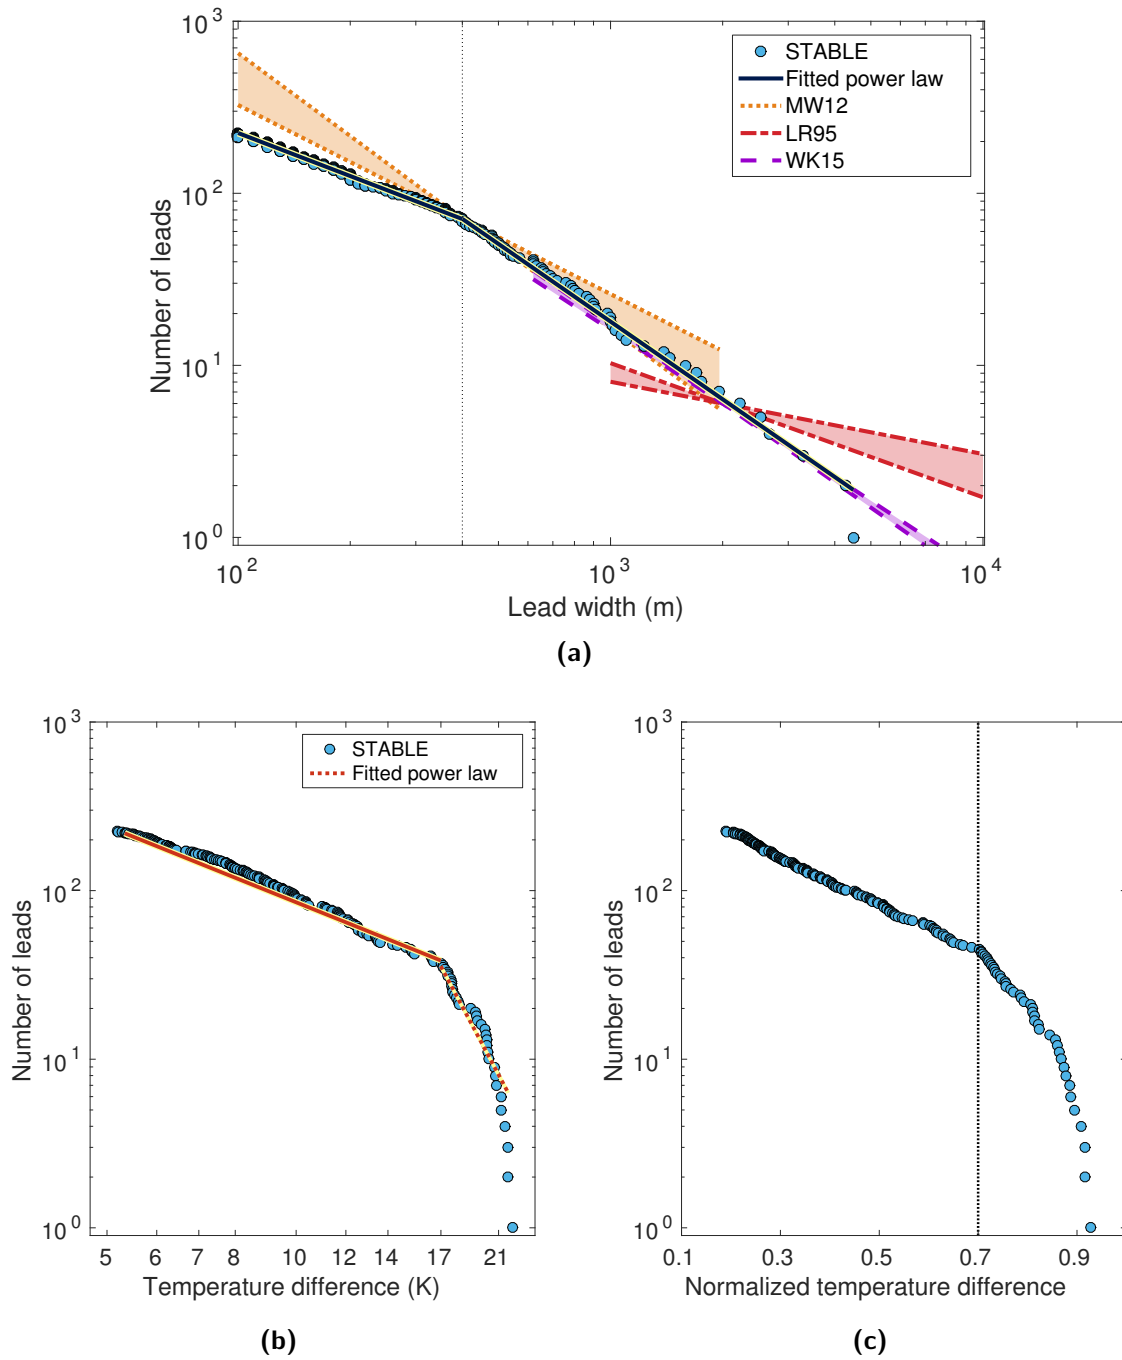 10^3
10^2
10^1
10^0
Number of leads
STABLE
Fitted power law
MW12
LR95
WK15
10^2 10^3 10^4
Lead width (m)
(a)
10^3
10^2
10^1
10^0
Number of leads
STABLE
Fitted power law
5 6 7 8 10 12 14 17 21
Temperature difference (K)
(b)
10^3
10^2
10^1
10^0
Number of leads
0.1 0.3 0.5 0.7 0.9
Normalized temperature difference
(c)